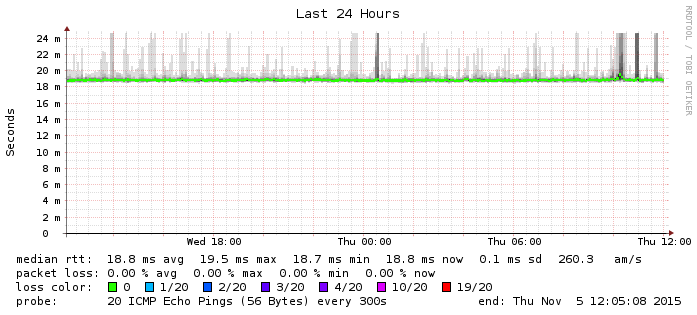 Last 24 Hours
RRDTOOL / TOBI OETIKER
Seconds
24 m
22 m
20 m
18 m
16 m
14 m
12 m
10 m
8 m
6 m
4 m
2 m
0
Wed 18:00 Thu 00:00 Thu 06:00 Thu 12:00
median rtt: 18.8 ms avg 19.5 ms max 18.7 ms min 18.8 ms now 0.1 ms sd 260.3 am/s
packet loss: 0.00 % avg 0.00 % max 0.00 % min 0.00 % now
loss color: 0 1/20 2/20 3/20 4/20 10/20 19/20
probe: 20 ICMP Echo Pings (56 Bytes) every 300s end: Thu Nov 5 12:05:08 2015